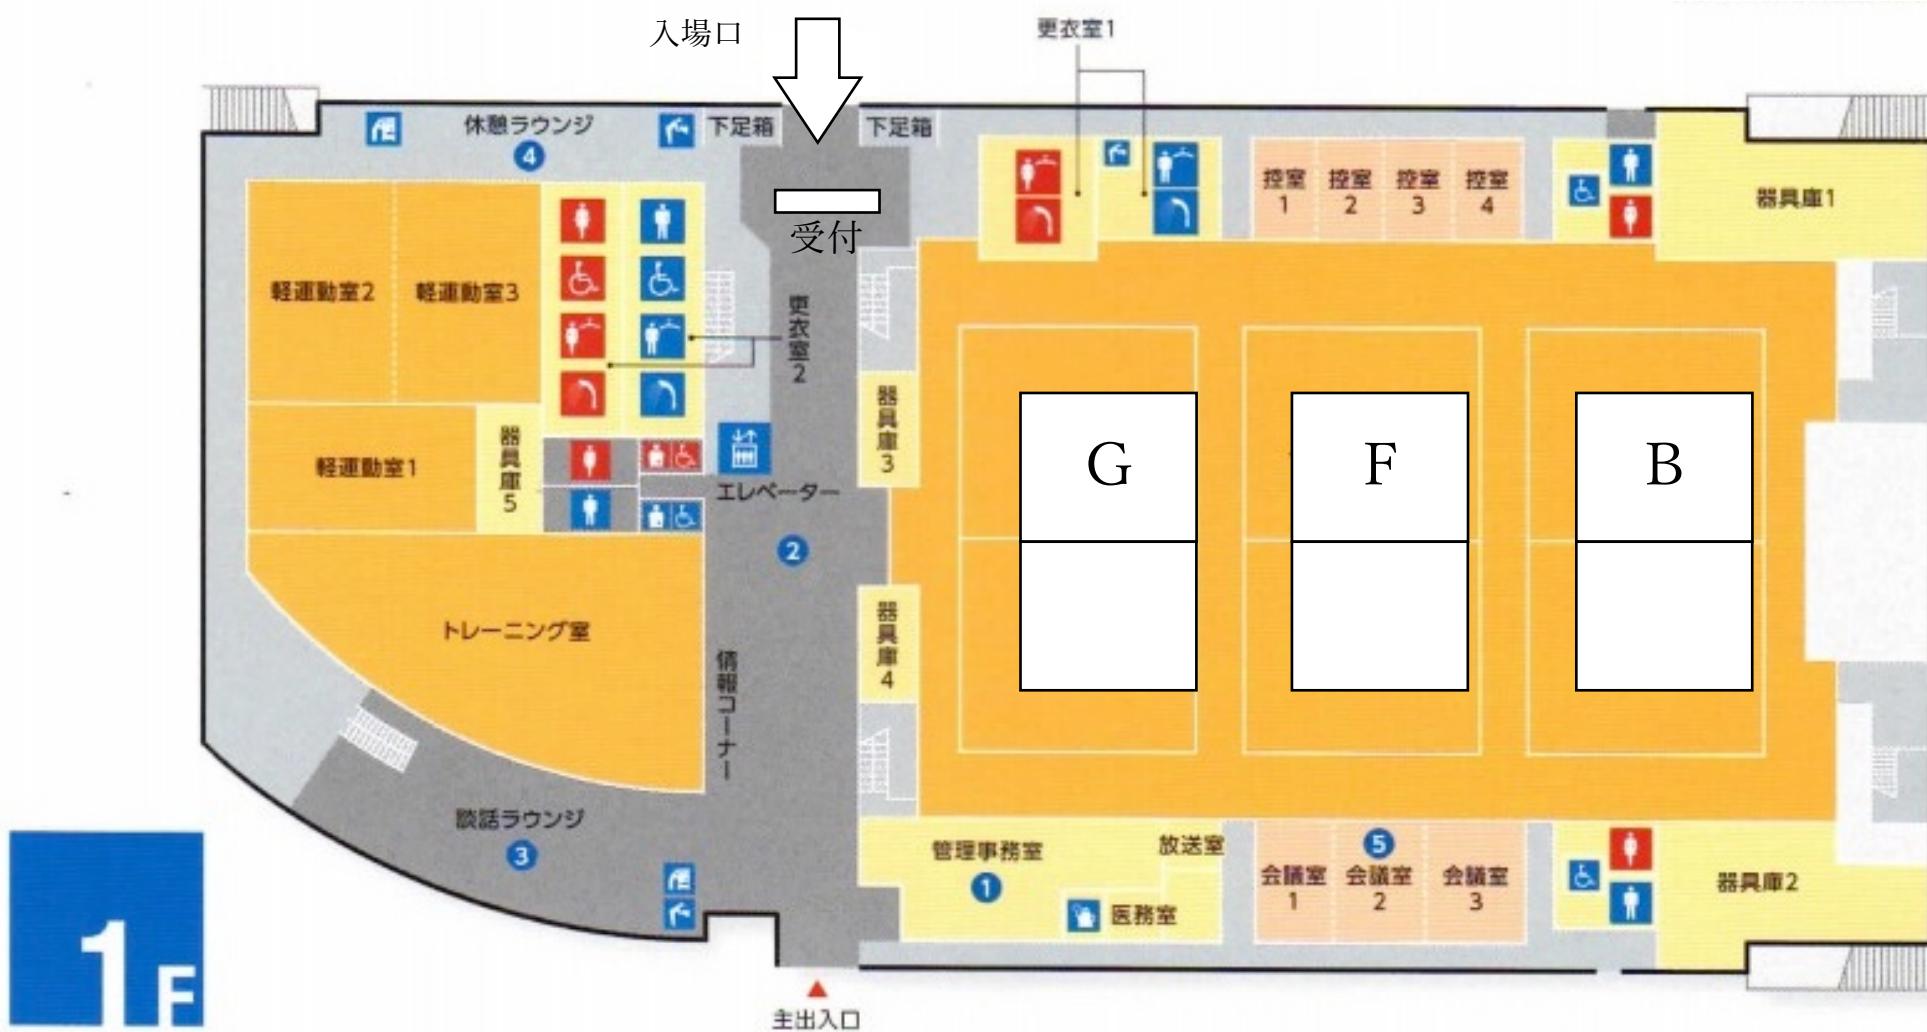 入場口
更衣室1
休憩ラウンジ
4
下足箱
下足箱
控室
1
控室
2
控室
3
控室
4
器具庫1
受付
軽運動室2
軽運動室3
更衣室2
器具庫3
G
F
B
軽運動室1
器具庫5
エレベーター
2
トレーニング室
器具庫4
情報コーナー
談話ラウンジ
3
管理事務室
1
放送室
医務室
5
会議室
1
会議室
2
会議室
3
器具庫2
1F
主出入口